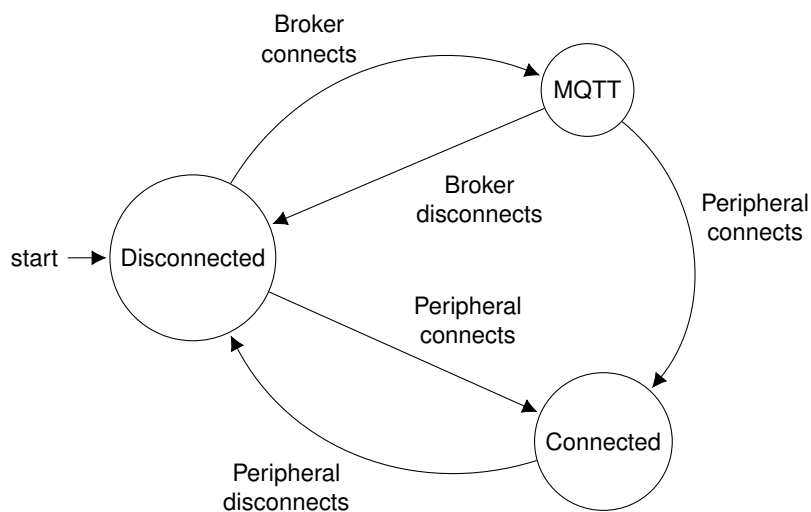 Broker
connects
MQTT
Broker
disconnects
Peripheral
connects
start
Disconnected
Peripheral
connects
Connected
Peripheral
disconnects